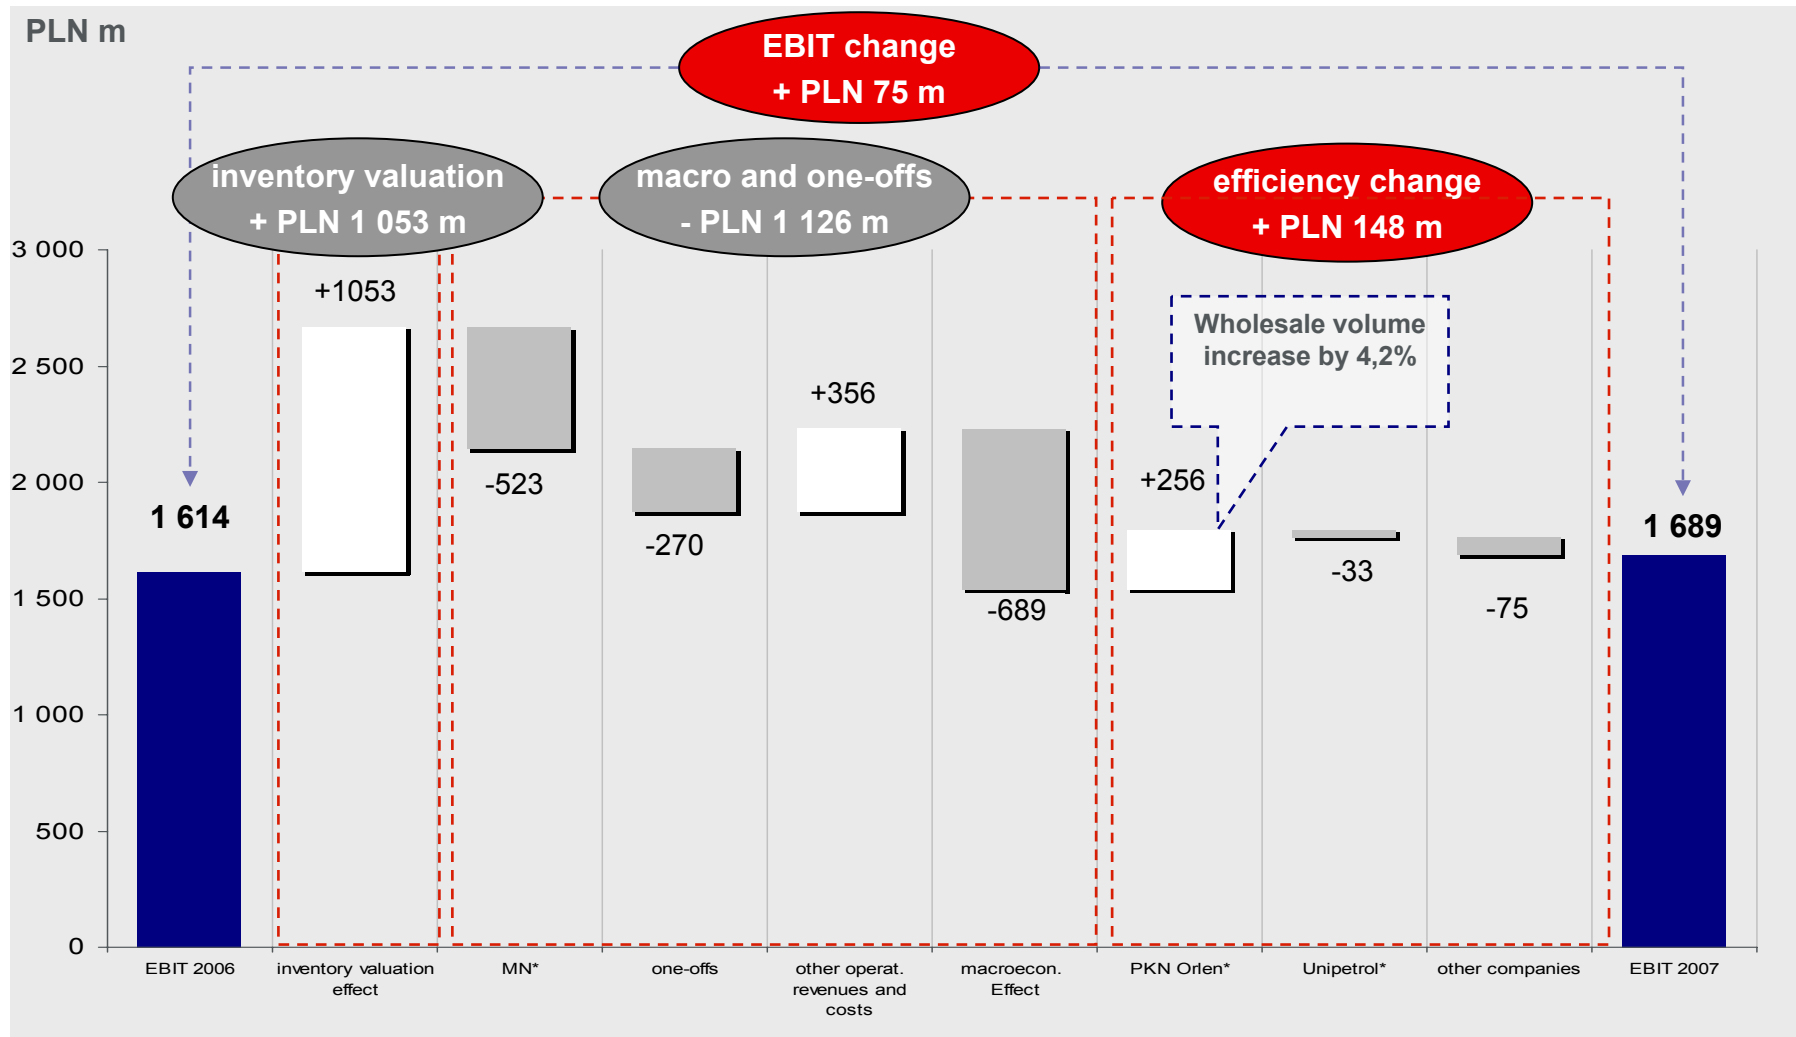 PLN m
EBIT change
+ PLN 75 m
inventory valuation
+ PLN 1 053 m
macro and one-offs
- PLN 1 126 m
efficiency change
+ PLN 148 m
3 000
2 500
2 000
1 500
1 000
500
0
1 614
+1053
-523
-270
+356
-689
Wholesale volume
increase by 4,2%
+256
-33
-75
1 689
EBIT 2006
inventory valuation
effect
MN*
one-offs
other operat.
revenues and
costs
macroecon.
Effect
PKN Orlen*
Unipetrol*
other companies
EBIT 2007